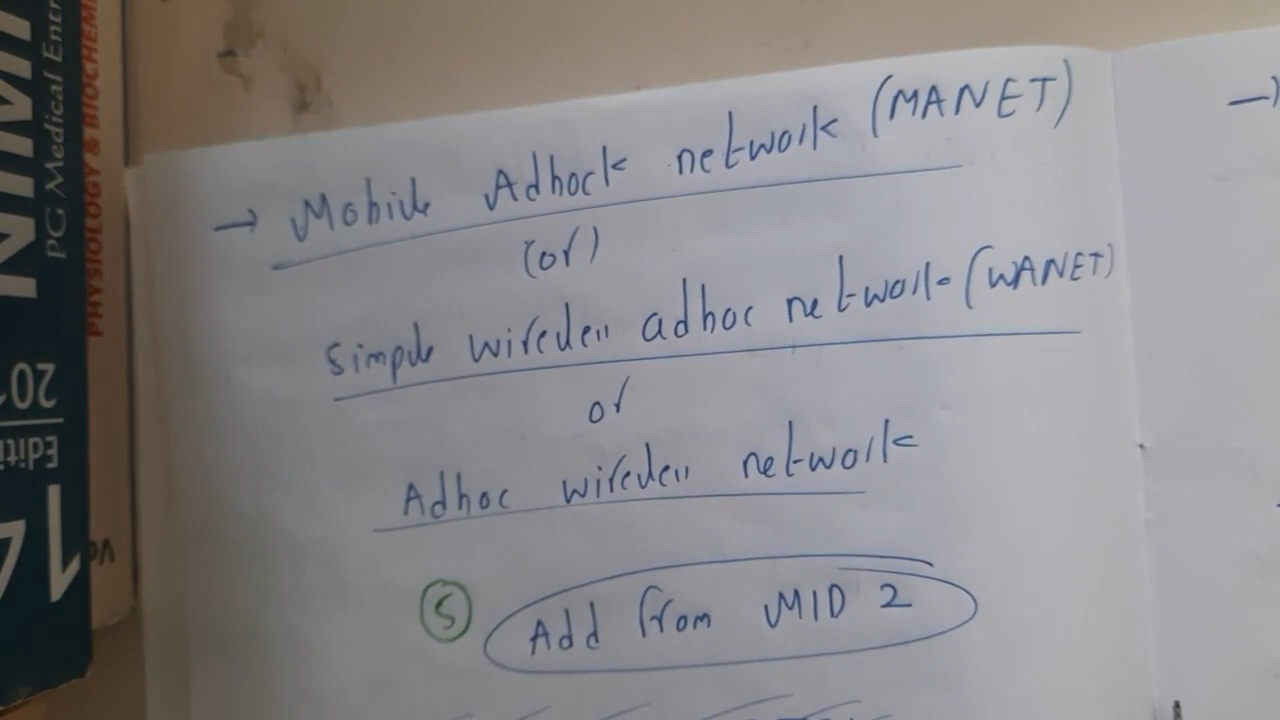 → Mobile Adhock network (MANET)
(or)
Simple wireless adhoc network (WANET)
or
Adhoc wireless network
5
Add from MID 2
PG Medical Entr
PHYSIOLOGY & BIOCHEMI
Editi